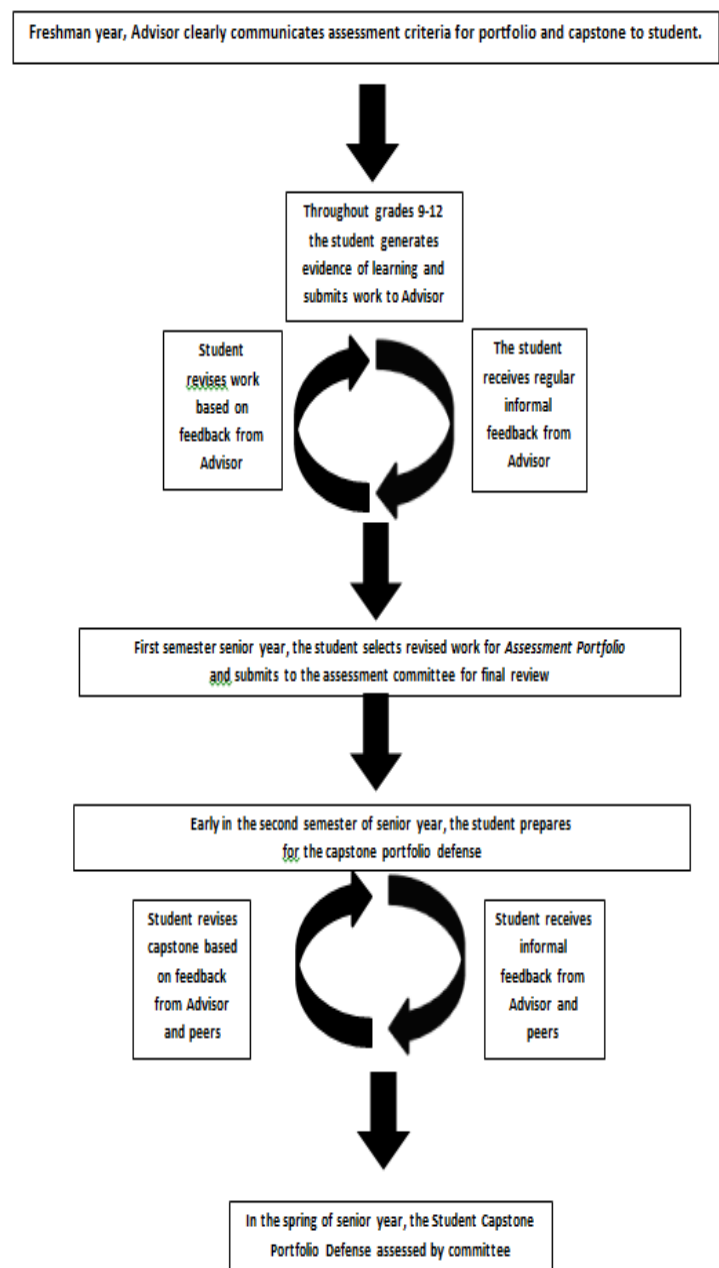 Freshman year, Advisor clearly communicates assessment criteria for portfolio and capstone to student.
Throughout grades 9-12
the student generates
evidence of learning and
submits work to Advisor
Student
revises work
based on
feedback from
Advisor
The student
receives regular
informal
feedback from
Advisor
First semester senior year, the student selects revised work for Assessment Portfolio
and submits to the assessment committee for final review
Early in the second semester of senior year, the student prepares
for the capstone portfolio defense
Student revises
capstone based
on feedback
from Advisor
and peers
Student receives
informal
feedback from
Advisor and
peers
In the spring of senior year, the Student Capstone
Portfolio Defense assessed by committee